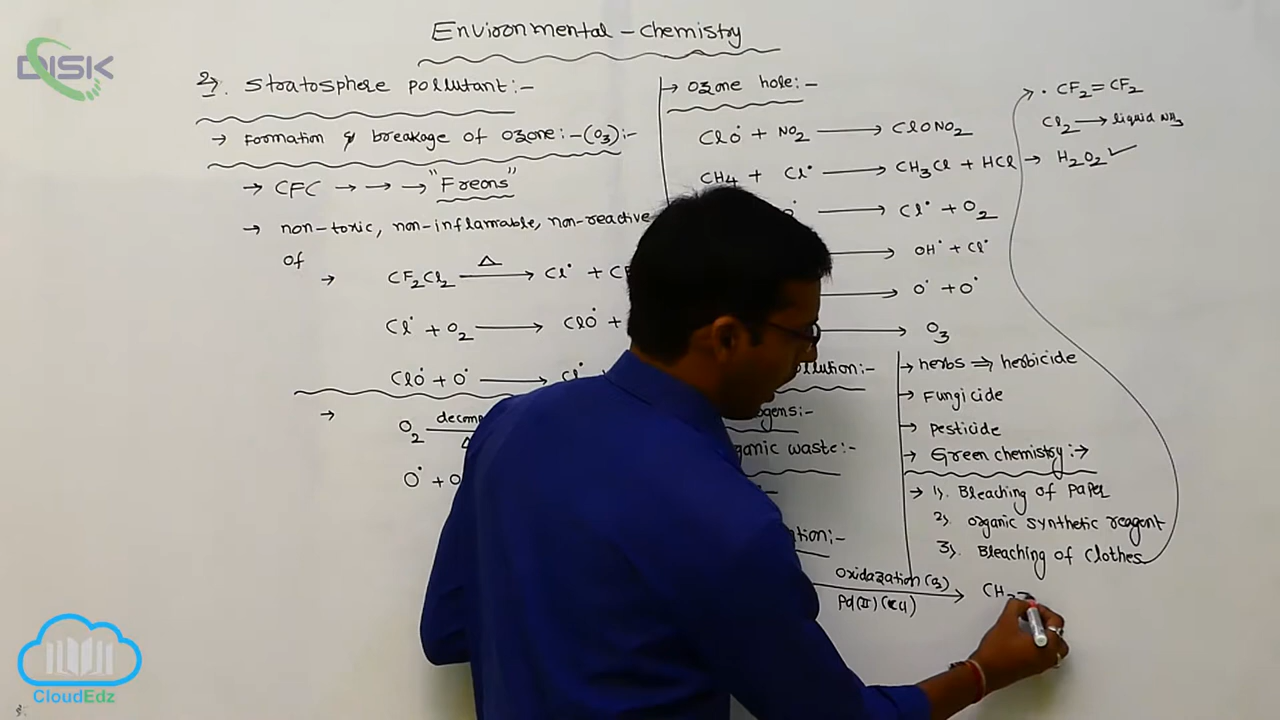 DISK
Environmental - chemistry
2). Stratosphere pollutant:-
→ Formation & breakage of Ozone:-(O3):-
→ CFC → → → "Freons"
→ non-toxic, non-inflamable, non-reactive
of
→ CF2Cl2 —Δ→ Cl• +
Cl• + O2 → ClO• +
ClO• + O• → Cl•
→ O2
O• +
→ Ozone hole:-
ClO• + NO2 → ClONO2
CH4 + Cl• → CH3Cl + HCl
→ Cl• + O2
→ OH• + Cl•
→ O• + O•
→ O3
→ • CF2 = CF2
Cl2 → liquid NH3
→ H2O2 ✓
waste:-
→ herbs ⇒ herbicide
→ Fungicide
→ pesticide
→ Green chemistry:→
→ 1). Bleaching of Paper
2). organic synthetic reagent
3). Bleaching of clothes
Oxidazation
Pd(II)
→ CH
CloudEdz